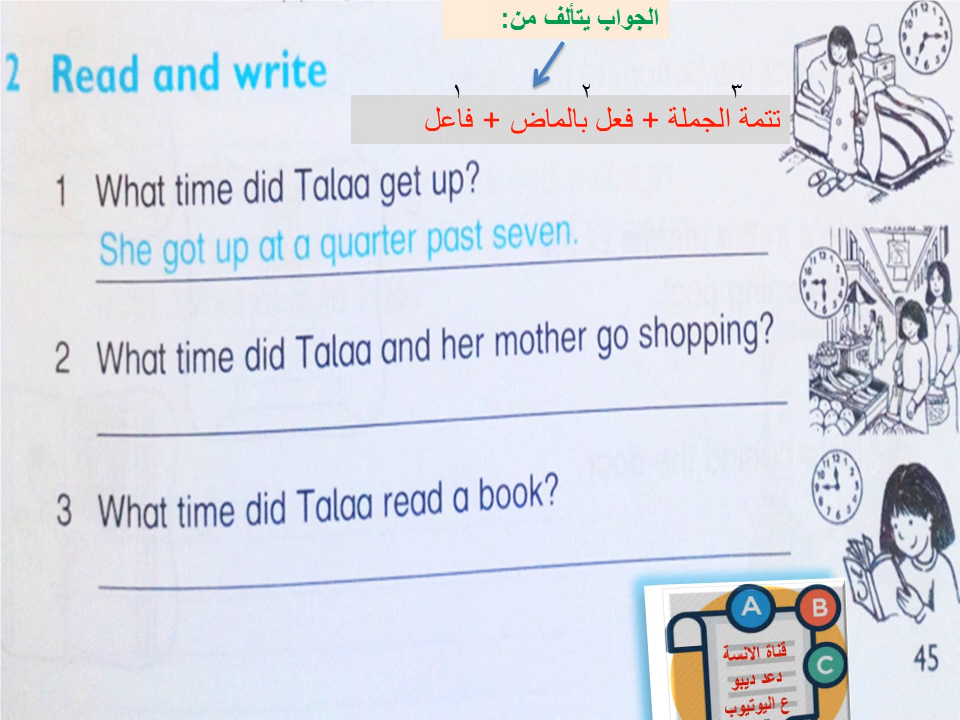 الجواب يتألف من:
2 Read and write
١ ٢ ٣
تتمة الجملة + فعل بالماض + فاعل
1 What time did Talaa get up?
She got up at a quarter past seven.
2 What time did Talaa and her mother go shopping?
3 What time did Talaa read a book?
A B
C
قناة الانسة
دعد ديبو
ع اليوتيوب
45